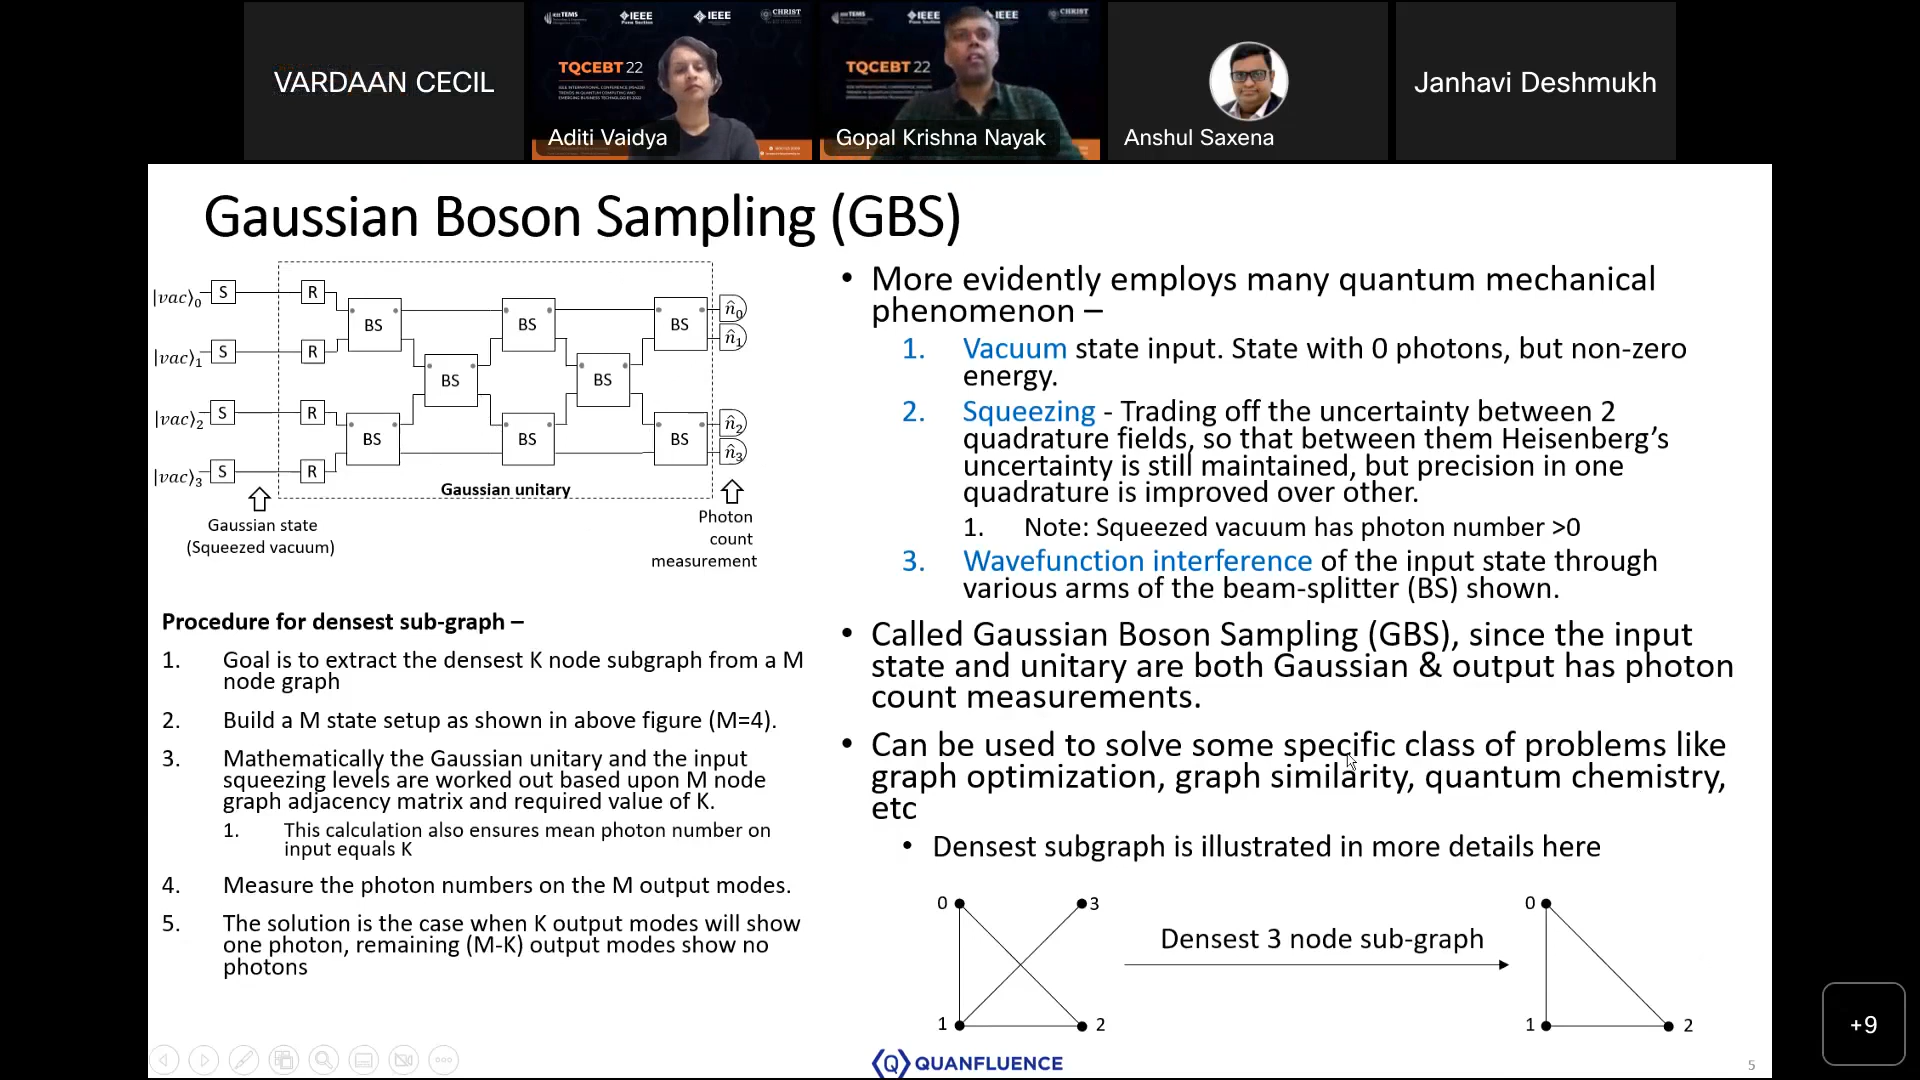 VARDAAN CECIL
IEEE
IEEE
CHRIST
TQCEBT 22
Aditi Vaidya
IEEE
IEEE
CHRIST
TQCEBT 22
Gopal Krishna Nayak
Anshul Saxena
Janhavi Deshmukh
Gaussian Boson Sampling (GBS)
|vac⟩0 S R
|vac⟩1 S R
|vac⟩2 S R
|vac⟩3 S R
BS BS BS
BS BS
BS BS BS
n̂0
n̂1
n̂2
n̂3
Gaussian unitary
Gaussian state
(Squeezed vacuum)
Photon
count
measurement
Procedure for densest sub-graph –
1. Goal is to extract the densest K node subgraph from a M
node graph
2. Build a M state setup as shown in above figure (M=4).
3. Mathematically the Gaussian unitary and the input
squeezing levels are worked out based upon M node
graph adjacency matrix and required value of K.
1. This calculation also ensures mean photon number on
input equals K
4. Measure the photon numbers on the M output modes.
5. The solution is the case when K output modes will show
one photon, remaining (M-K) output modes show no
photons
• More evidently employs many quantum mechanical
phenomenon –
1. Vacuum state input. State with 0 photons, but non-zero
energy.
2. Squeezing - Trading off the uncertainty between 2
quadrature fields, so that between them Heisenberg's
uncertainty is still maintained, but precision in one
quadrature is improved over other.
1. Note: Squeezed vacuum has photon number >0
3. Wavefunction interference of the input state through
various arms of the beam-splitter (BS) shown.
• Called Gaussian Boson Sampling (GBS), since the input
state and unitary are both Gaussian & output has photon
count measurements.
• Can be used to solve some specific class of problems like
graph optimization, graph similarity, quantum chemistry,
etc
• Densest subgraph is illustrated in more details here
0 3
1 2
Densest 3 node sub-graph
0
1 2
QUANFLUENCE
5
+9